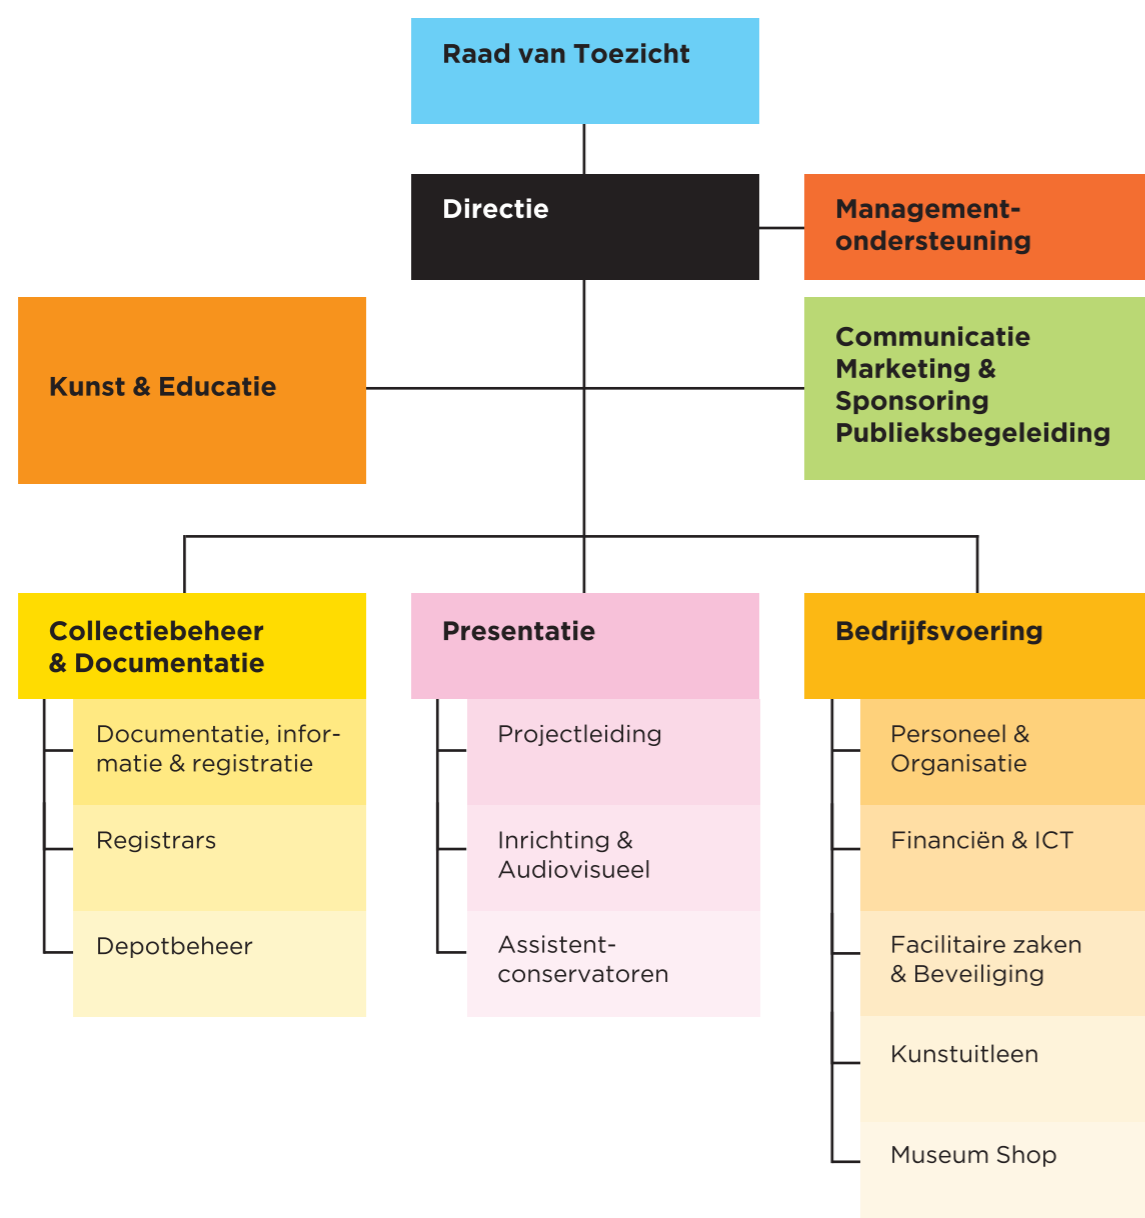 Raad van Toezicht
Directie
Management-
ondersteuning
Kunst & Educatie
Communicatie
Marketing &
Sponsoring
Publieksbegeleiding
Collectiebeheer
& Documentatie
Documentatie, infor-
matie & registratie
Registrars
Depotbeheer
Presentatie
Projectleiding
Inrichting &
Audiovisueel
Assistent-
conservatoren
Bedrijfsvoering
Personeel &
Organisatie
Financiën & ICT
Facilitaire zaken
& Beveiliging
Kunstuitleen
Museum Shop